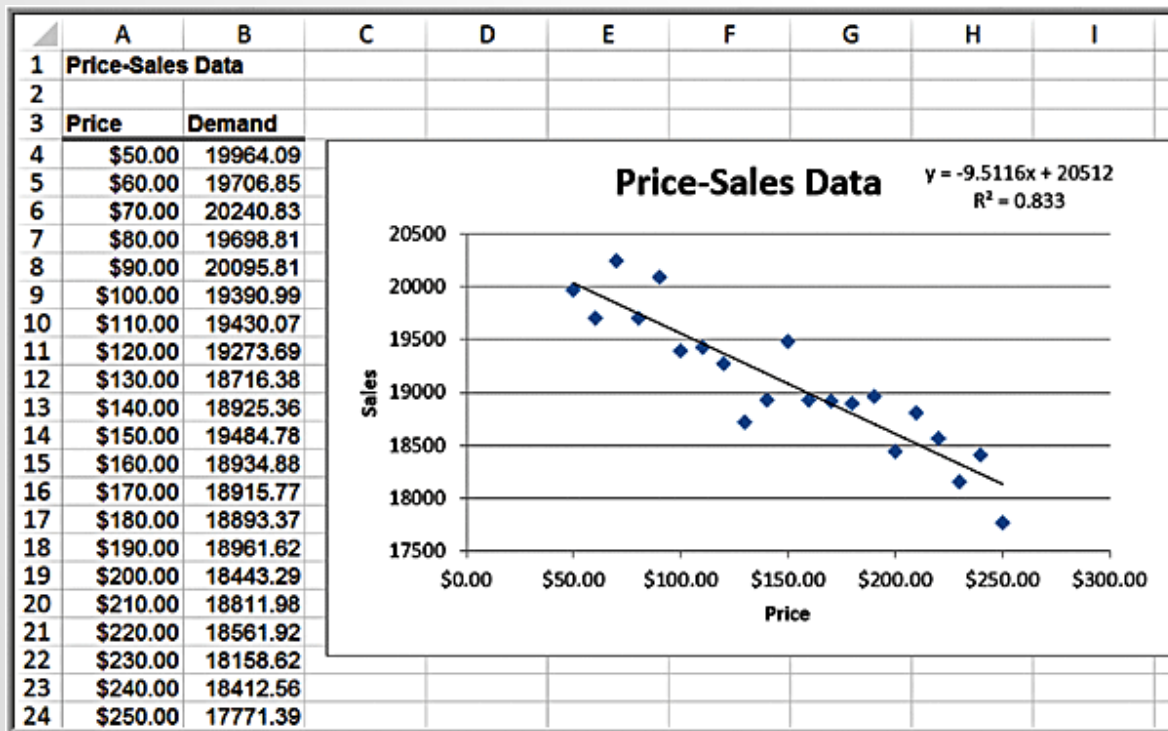 A B C D E F G H I
1 Price-Sales Data
2
3 Price Demand
4 $50.00 19964.09
5 $60.00 19706.85
6 $70.00 20240.83
7 $80.00 19698.81
8 $90.00 20095.81
9 $100.00 19390.99
10 $110.00 19430.07
11 $120.00 19273.69
12 $130.00 18716.38
13 $140.00 18925.36
14 $150.00 19484.78
15 $160.00 18934.88
16 $170.00 18915.77
17 $180.00 18893.37
18 $190.00 18961.62
19 $200.00 18443.29
20 $210.00 18811.98
21 $220.00 18561.92
22 $230.00 18158.62
23 $240.00 18412.56
24 $250.00 17771.39
Price-Sales Data
y = -9.5116x + 20512
R² = 0.833
Sales
20500
20000
19500
19000
18500
18000
17500
$0.00 $50.00 $100.00 $150.00 $200.00 $250.00 $300.00
Price